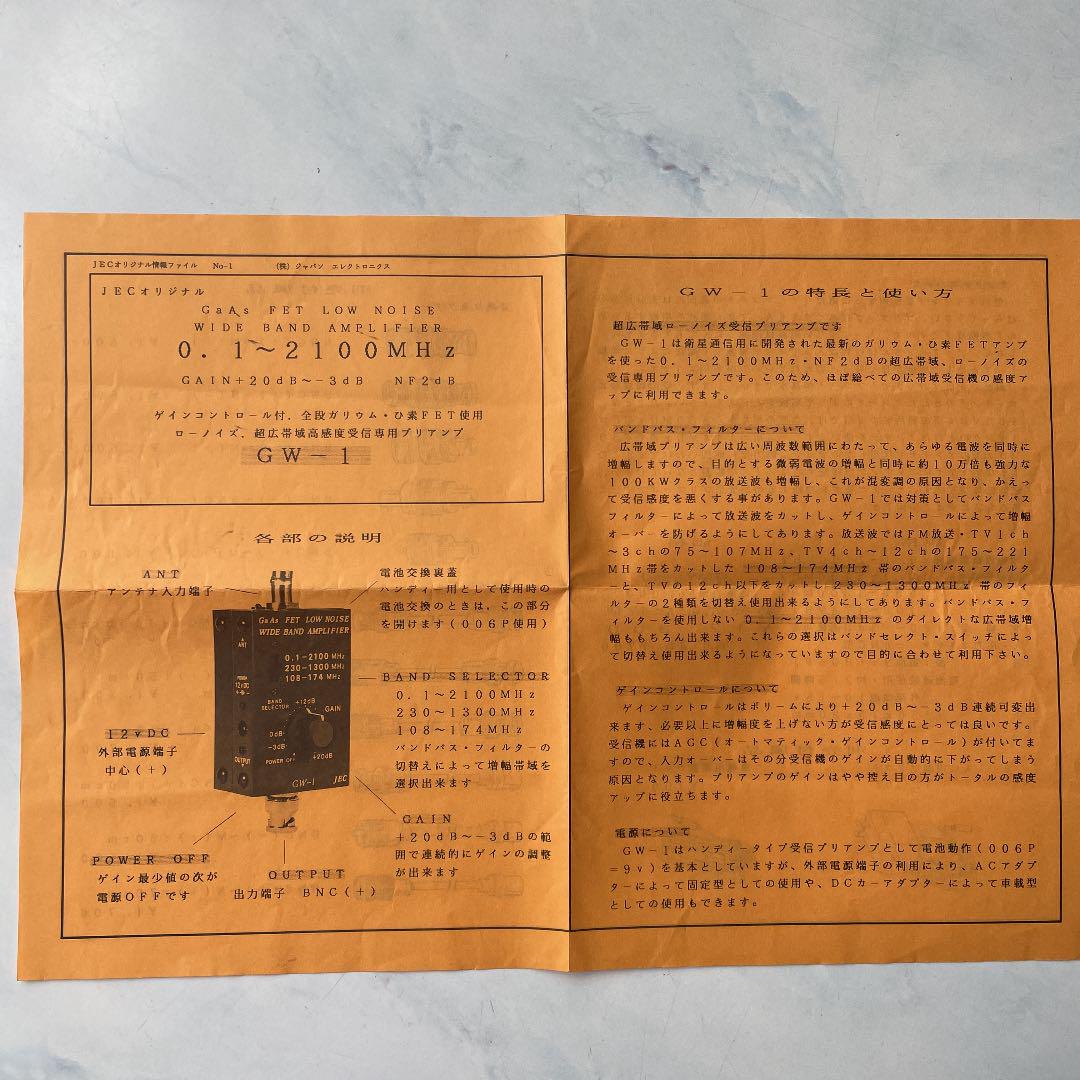 JECオリジナル情報ファイル No-1 (株) ジャパン エレクトロニクス
JECオリジナル
GaAs FET LOW NOISE
WIDE BAND AMPLIFIER
0.1~2100MHz
GAIN+20dB~-3dB NF2dB
ゲインコントロール付.全段ガリウム・ひ素FET使用
ローノイズ.超広帯域高感度受信専用プリアンプ
GW-1
各部の説明
ANT
アンテナ入力端子
電池交換裏蓋
ハンディー用として使用時の
電池交換のときは,この部分
を開けます(006P使用)
GaAs FET LOW NOISE
WIDE BAND AMPLIFIER
ANT
0.1-2100MHz
230-1300MHz
108-174MHz
POWER
12VDC
BAND
SELECTOR
+12dB
GAIN
0dB
-3dB
POWER OFF
+20dB
OUTPUT
GW-1 JEC
BAND SELECTOR
0.1~2100MHz
230~1300MHz
108~174MHz
バンドパス・フィルターの
切替えによって増幅帯域を
選択出来ます
12vDC
外部電源端子
中心(+)
GAIN
+20dB~-3dBの範
囲で連続的にゲインの調整
が出来ます
POWER OFF
ゲイン最少値の次が
電源OFFです
OUTPUT
出力端子 BNC(+)
GW-1の特長と使い方
超広帯域ローノイズ受信プリアンプです
GW-1は衛星通信用に開発された最新のガリウム・ひ素FETアンプ
を使った0.1~2100MHz・NF2dBの超広帯域、ローノイズの
受信専用プリアンプです。このため、ほぼ総べての広帯域受信機の感度ア
ップに利用できます。
バンドパス・フィルターについて
広帯域プリアンプは広い周波数範囲にわたって、あらゆる電波を同時に
増幅しますので、目的とする微弱電波の増幅と同時に約10万倍も強力な
100KWクラスの放送波も増幅し、これが混変調の原因となり、かえっ
て受信感度を悪くする事があります。GW-1では対策としてバンドパス
フィルターによって放送波をカットし、ゲインコントロールによって増幅
オーバーを防げるようにしてあります。放送波ではFM放送・TV1ch
~3chの75~107MHz、TV4ch~12chの175~221
MHz帯をカットした 108~174MHz 帯のバンドパス・フィルタ
ーと、TVの12ch以下をカットし 230~1300MHz 帯のフィ
ルターの2種類を切替え使用出来るようにしてあります。バンドパス・フ
ィルターを使用しない 0.1~2100MHz のダイレクトな広帯域増
幅ももちろん出来ます。これらの選択はバンドセレクト・スイッチによっ
て切替え使用出来るようになっていますので目的に合わせて利用下さい。
ゲインコントロールについて
ゲインコントロールはボリームにより+20dB~-3dB連続可変出
来ます、必要以上に増幅度を上げない方が受信感度にとっては良いです。
受信機にはAGC(オートマティック・ゲインコントロール)が付いてま
すので、入力オーバーはその分受信機のゲインが自動的に下がってしまう
原因となります。プリアンプのゲインはやや控え目の方がトータルの感度
アップに役立ちます。
電源について
GW-1はハンディータイプ受信プリアンプとして電池動作(006P
=9v)を基本としていますが、外部電源端子の利用により、ACアダプ
ターによって固定型としての使用や、DCカーアダプターによって車載型
としての使用もできます。